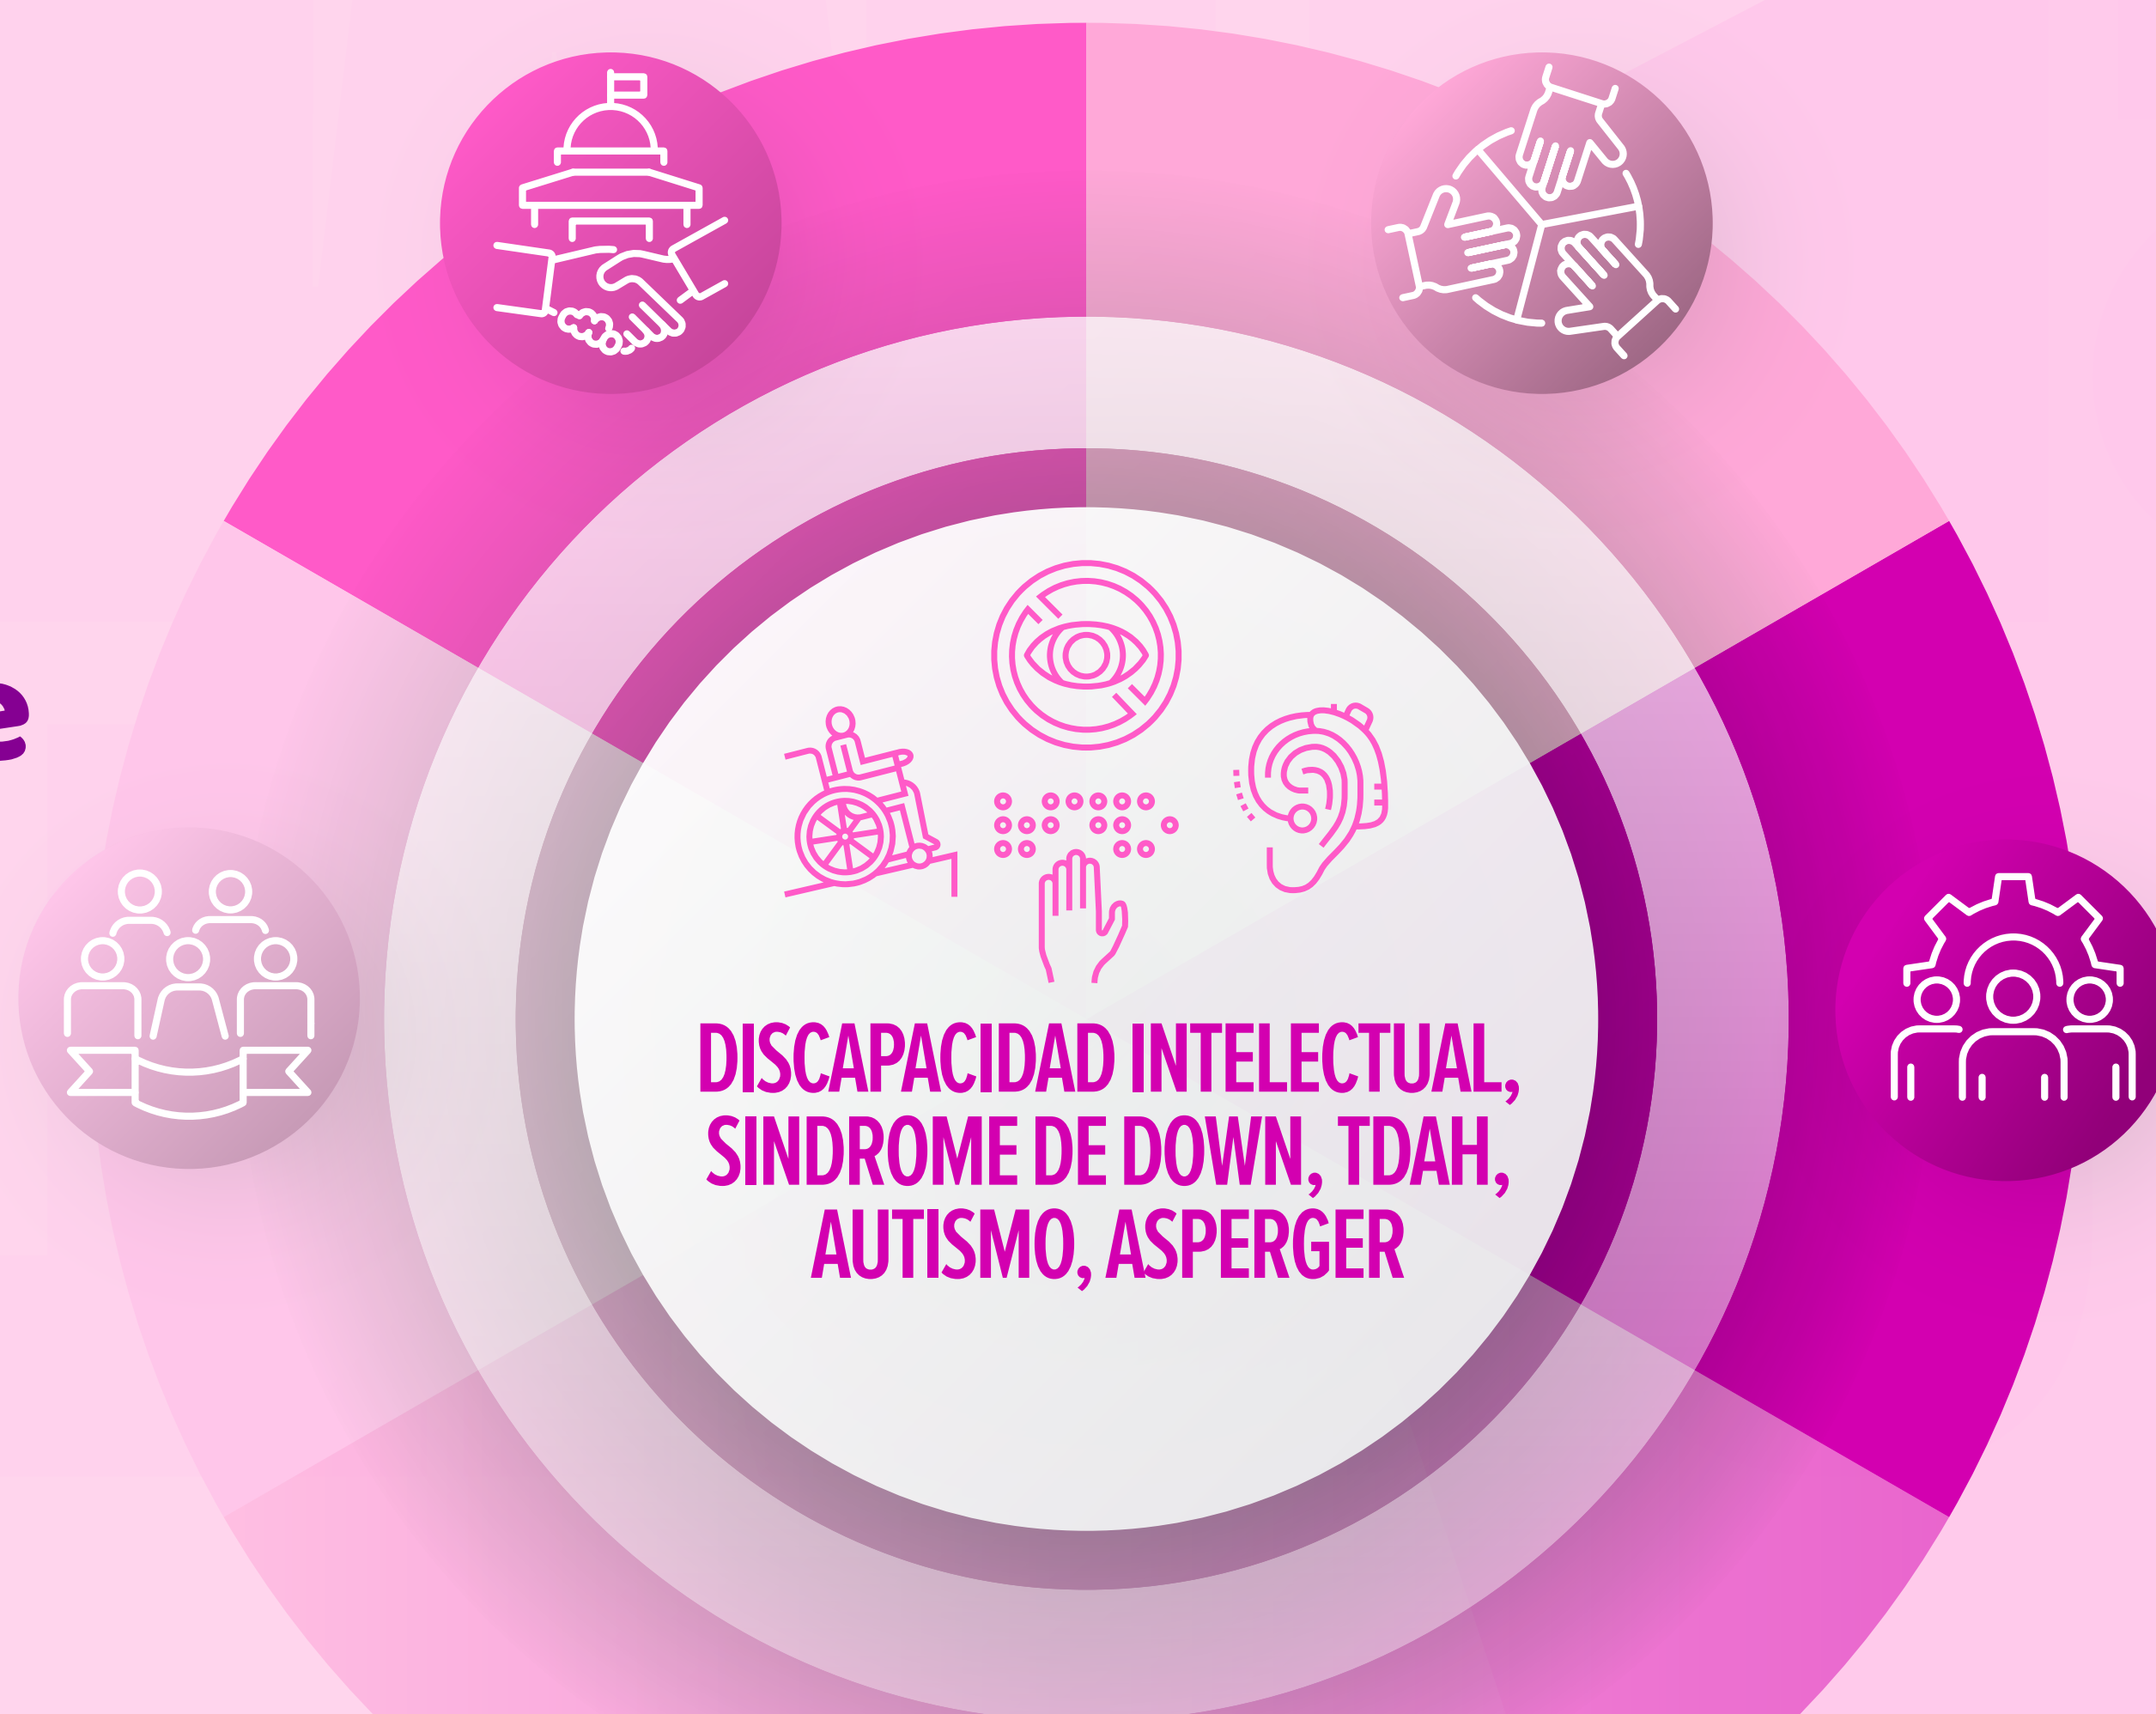 DISCAPACIDAD INTELECTUAL,
SINDROME DE DOWN, TDAH,
AUTISMO, ASPERGER